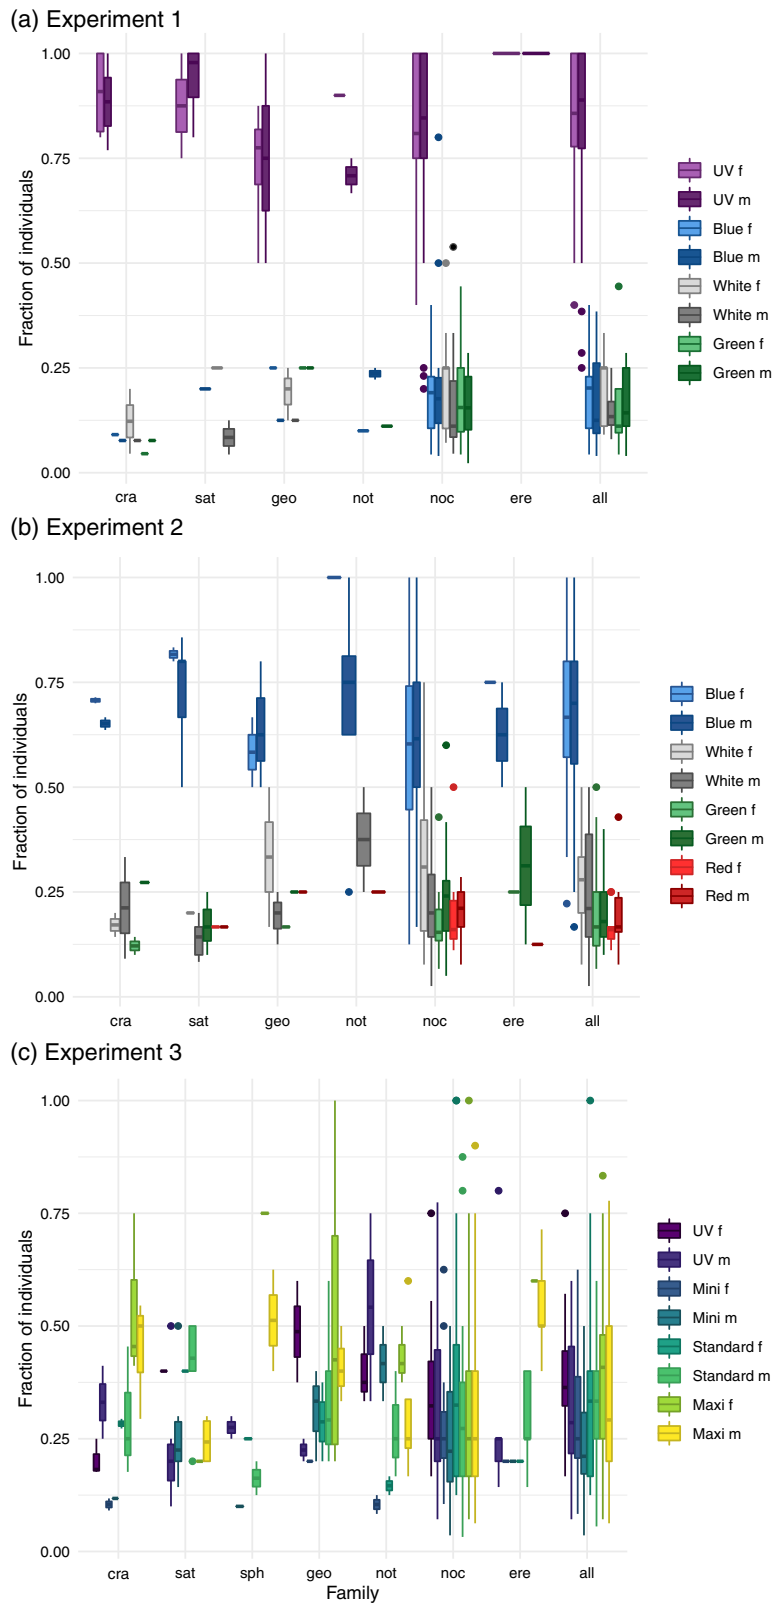 (a) Experiment 1
1.00
0.75
0.50
0.25
0.00
Fraction of individuals
cra sat geo not noc ere all
UV f
UV m
Blue f
Blue m
White f
White m
Green f
Green m
(b) Experiment 2
1.00
0.75
0.50
0.25
0.00
Fraction of individuals
cra sat geo not noc ere all
Blue f
Blue m
White f
White m
Green f
Green m
Red f
Red m
(c) Experiment 3
1.00
0.75
0.50
0.25
0.00
Fraction of individuals
cra sat sph geo not noc ere all
Family
UV f
UV m
Mini f
Mini m
Standard f
Standard m
Maxi f
Maxi m